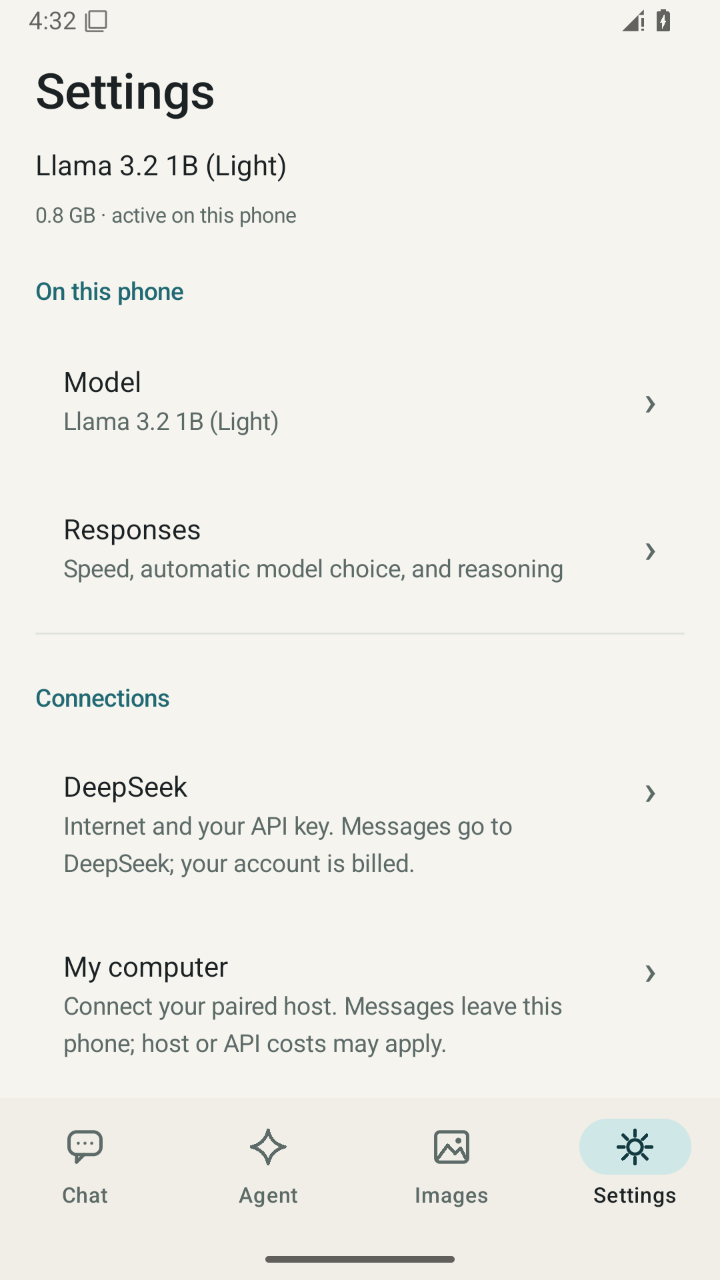 4:32
Settings
Llama 3.2 1B (Light)
0.8 GB · active on this phone
On this phone
Model
Llama 3.2 1B (Light)
Responses
Speed, automatic model choice, and reasoning
Connections
DeepSeek
Internet and your API key. Messages go to
DeepSeek; your account is billed.
My computer
Connect your paired host. Messages leave this
phone; host or API costs may apply.
Chat
Agent
Images
Settings